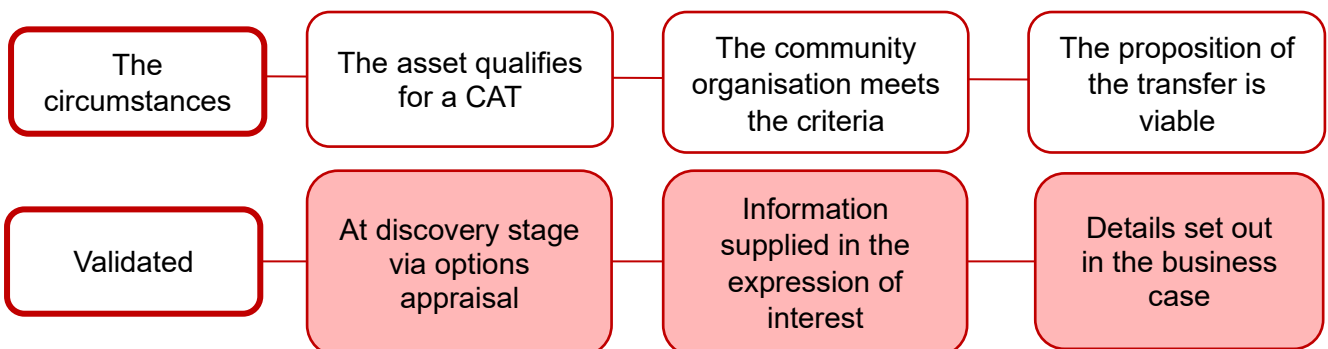 The
circumstances
The asset qualifies
for a CAT
The community
organisation meets
the criteria
The proposition of
the transfer is
viable
Validated
At discovery stage
via options
appraisal
Information
supplied in the
expression of
interest
Details set out
in the business
case